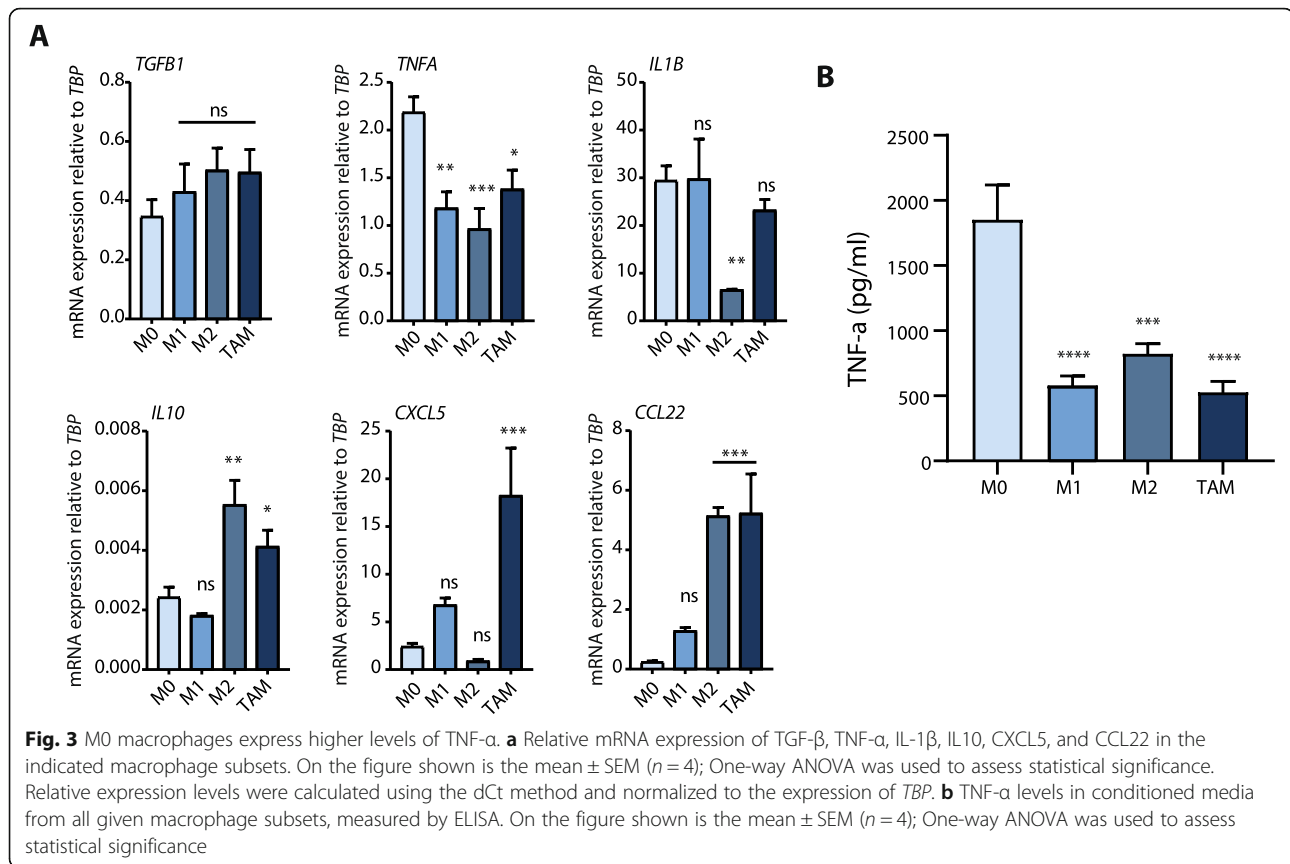 A
TGFB1
mRNA expression relative to TBP
0.8
0.6
0.4
0.2
0.0
ns
M0
M1
M2
TAM
TNFA
mRNA expression relative to TBP
2.5
2.0
1.5
1.0
0.5
0.0
**
***
*
M0
M1
M2
TAM
IL1B
mRNA expression relative to TBP
50
40
30
20
10
0
ns
**
ns
M0
M1
M2
TAM
B
TNF-a (pg/ml)
2500
2000
1500
1000
500
0
****
***
****
M0
M1
M2
TAM
IL10
mRNA expression relative to TBP
0.008
0.006
0.004
0.002
0.000
ns
**
*
M0
M1
M2
TAM
CXCL5
mRNA expression relative to TBP
25
20
15
10
5
0
ns
ns
***
M0
M1
M2
TAM
CCL22
mRNA expression relative to TBP
8
6
4
2
0
ns
***
M0
M1
M2
TAM
Fig. 3 M0 macrophages express higher levels of TNF-α. a Relative mRNA expression of TGF-β, TNF-α, IL-1β, IL10, CXCL5, and CCL22 in the
indicated macrophage subsets. On the figure shown is the mean ± SEM (n = 4); One-way ANOVA was used to assess statistical significance.
Relative expression levels were calculated using the dCt method and normalized to the expression of TBP. b TNF-α levels in conditioned media
from all given macrophage subsets, measured by ELISA. On the figure shown is the mean ± SEM (n = 4); One-way ANOVA was used to assess
statistical significance